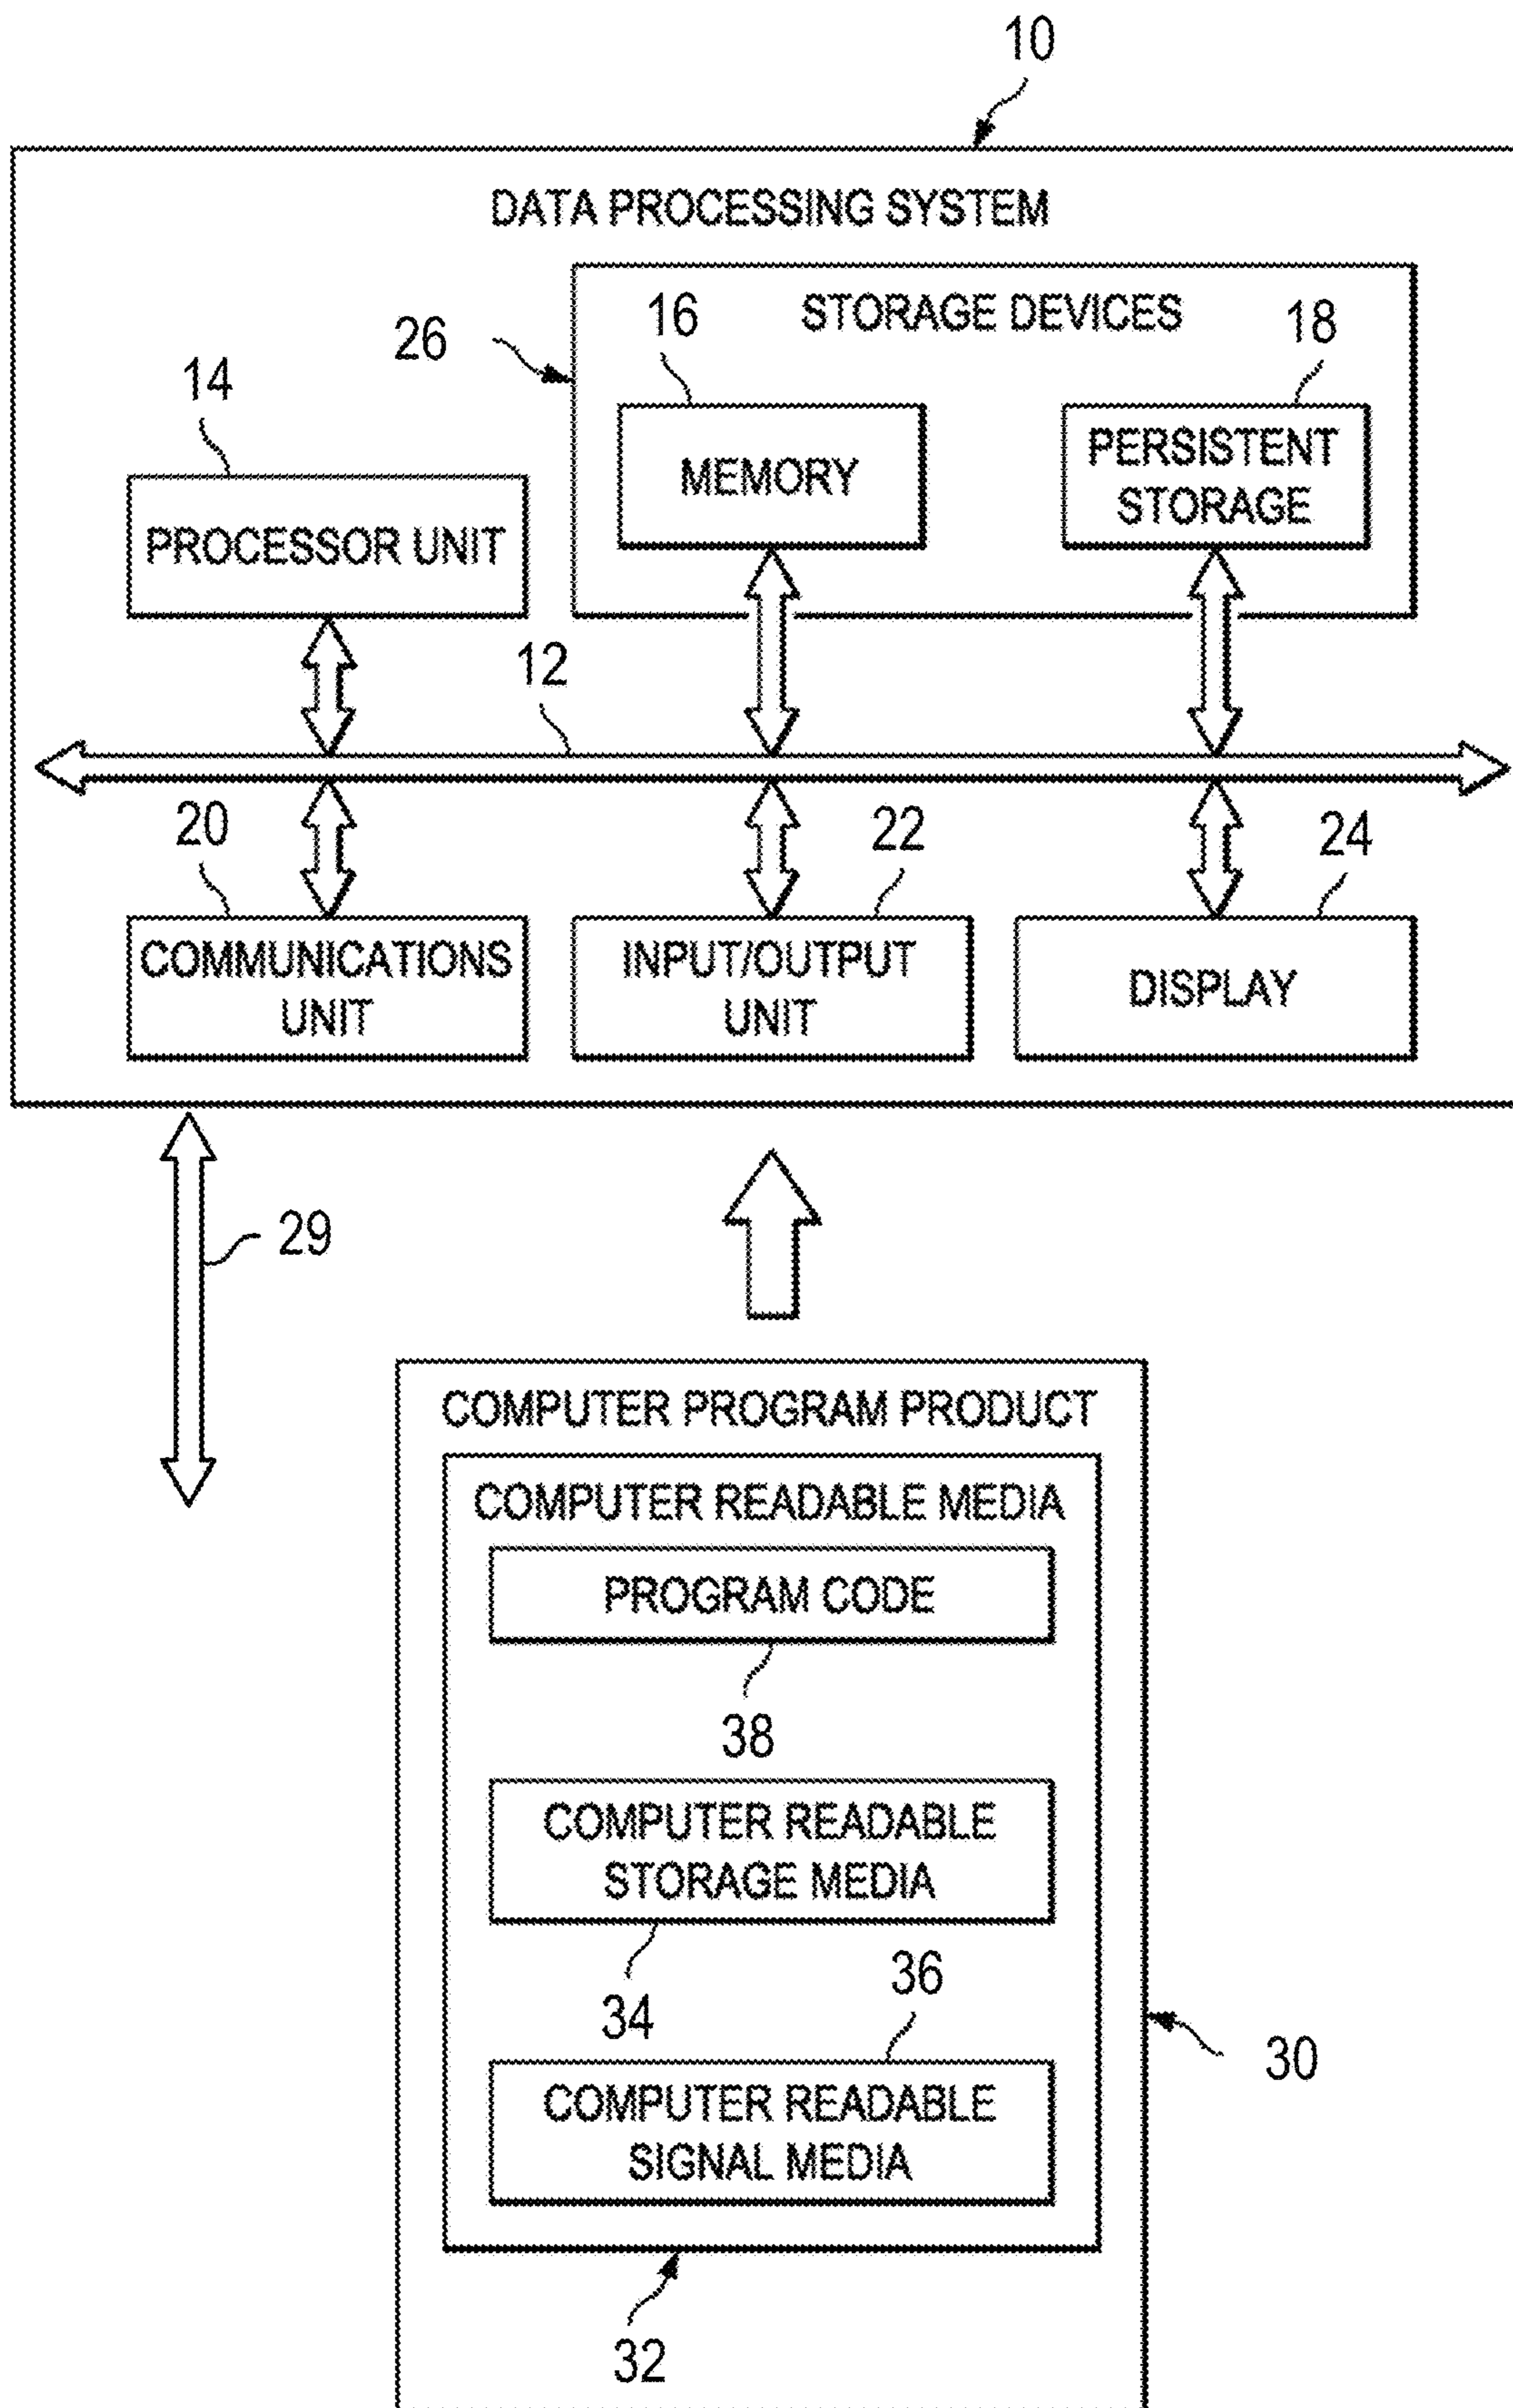 10
DATA PROCESSING SYSTEM
STORAGE DEVICES
16
18
26
14
MEMORY
PERSISTENT
STORAGE
PROCESSOR UNIT
12
20
22
24
COMMUNICATIONS
UNIT
INPUT/OUTPUT
UNIT
DISPLAY
29
COMPUTER PROGRAM PRODUCT
COMPUTER READABLE MEDIA
PROGRAM CODE
38
COMPUTER READABLE
STORAGE MEDIA
34
36
30
COMPUTER READABLE
SIGNAL MEDIA
32